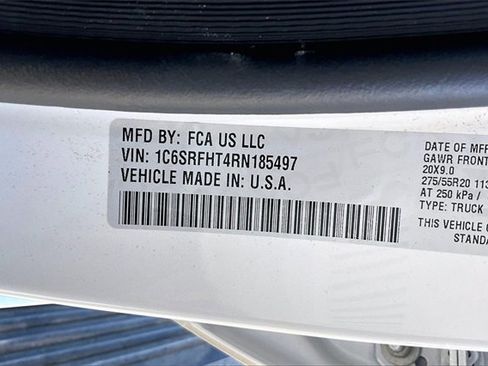 MFD BY: FCA US LLC
VIN: 1C6SRFHT4RN185497
VEHICLE MADE IN: U.S.A.
DATE OF MFR
GAWR FRONT
20X9.0
275/55R20 113
AT 250 kPa /
TYPE: TRUCK
THIS VEHICLE
STANDA